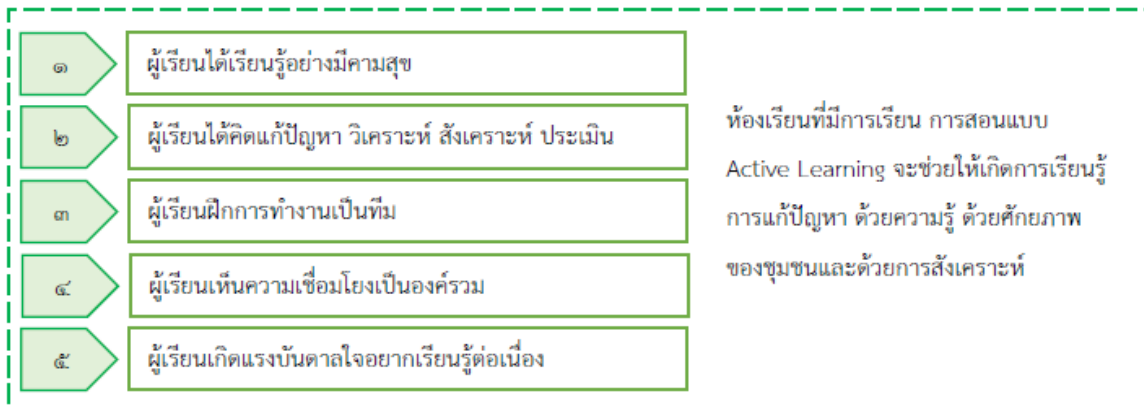 ๑ ผู้เรียนได้เรียนรู้อย่างมีคามสุข
๒ ผู้เรียนได้คิดแก้ปัญหา วิเคราะห์ สังเคราะห์ ประเมิน
๓ ผู้เรียนฝึกการทำงานเป็นทีม
๔ ผู้เรียนเห็นความเชื่อมโยงเป็นองค์รวม
๕ ผู้เรียนเกิดแรงบันดาลใจอยากเรียนรู้ต่อเนื่อง
ห้องเรียนที่มีการเรียน การสอนแบบ
Active Learning จะช่วยให้เกิดการเรียนรู้
การแก้ปัญหา ด้วยความรู้ ด้วยศักยภาพ
ของชุมชนและด้วยการสังเคราะห์